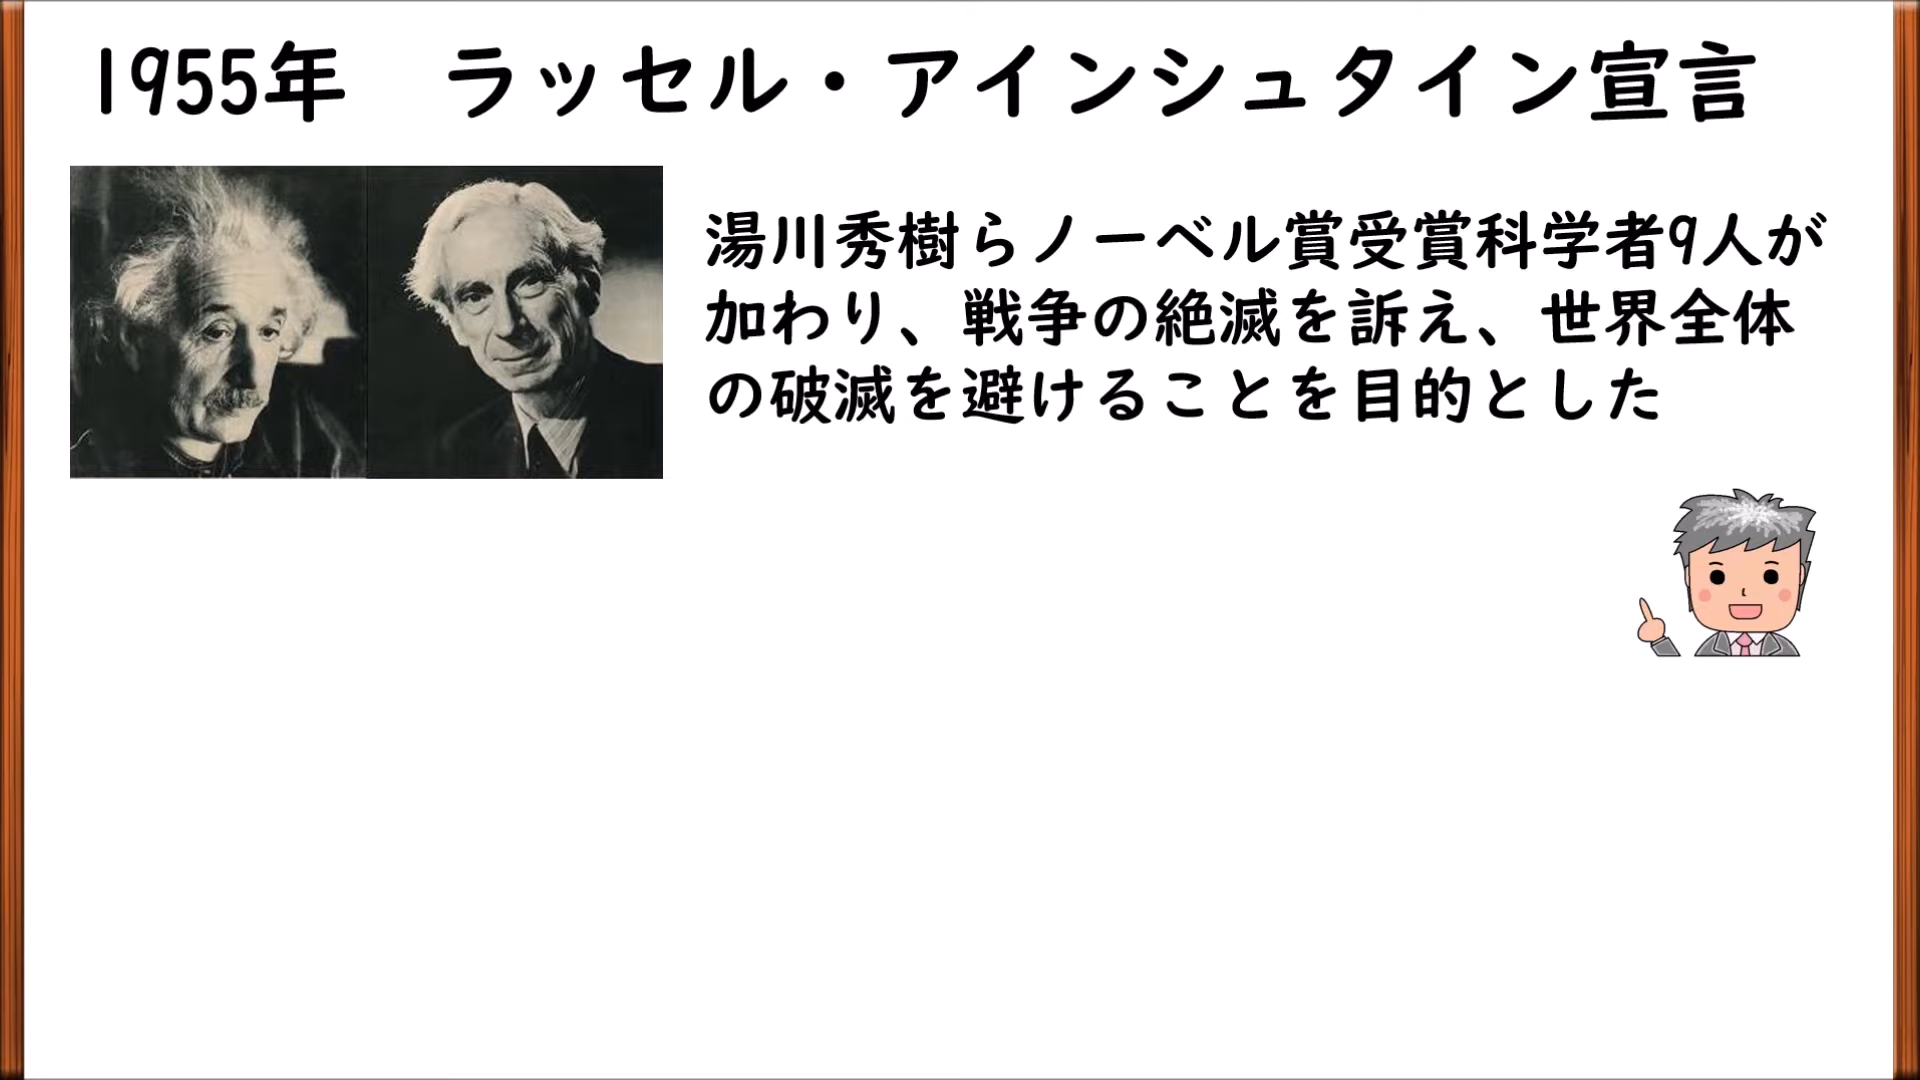 1955年　ラッセル・アインシュタイン宣言
湯川秀樹らノーベル賞受賞科学者9人が
加わり、戦争の絶滅を訴え、世界全体
の破滅を避けることを目的とした